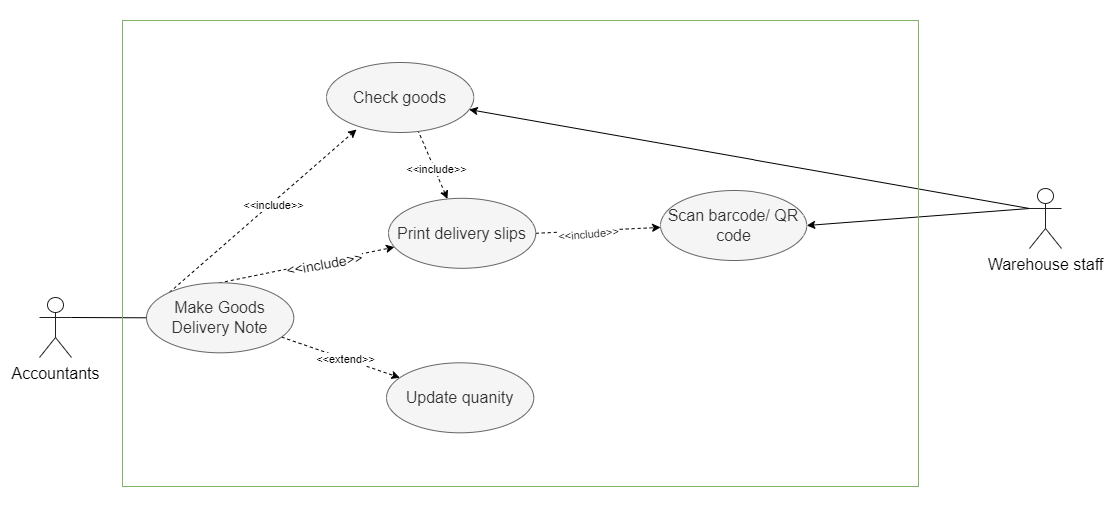 Check goods
<<include>>
<<include>>
Print delivery slips
Scan barcode/ QR
code
<<include>>
<<include>>
Warehouse staff
Make Goods
Delivery Note
Accountants
<<extend>>
Update quanity